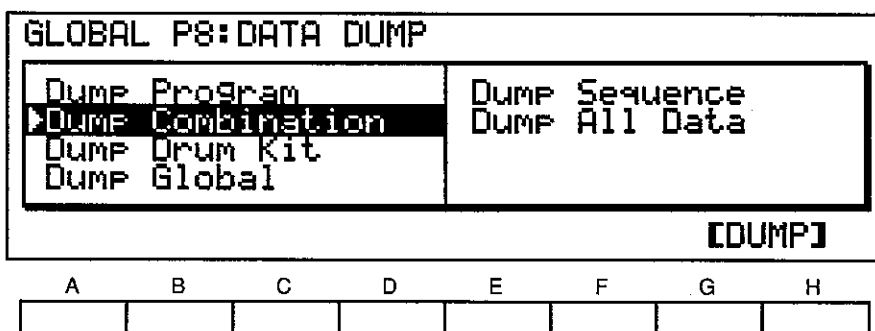 GLOBAL P8:DATA DUMP
Dump Program
Dump Combination
Dump Drum Kit
Dump Global
Dump Sequence
Dump All Data
[DUMP]
A B C D E F G H